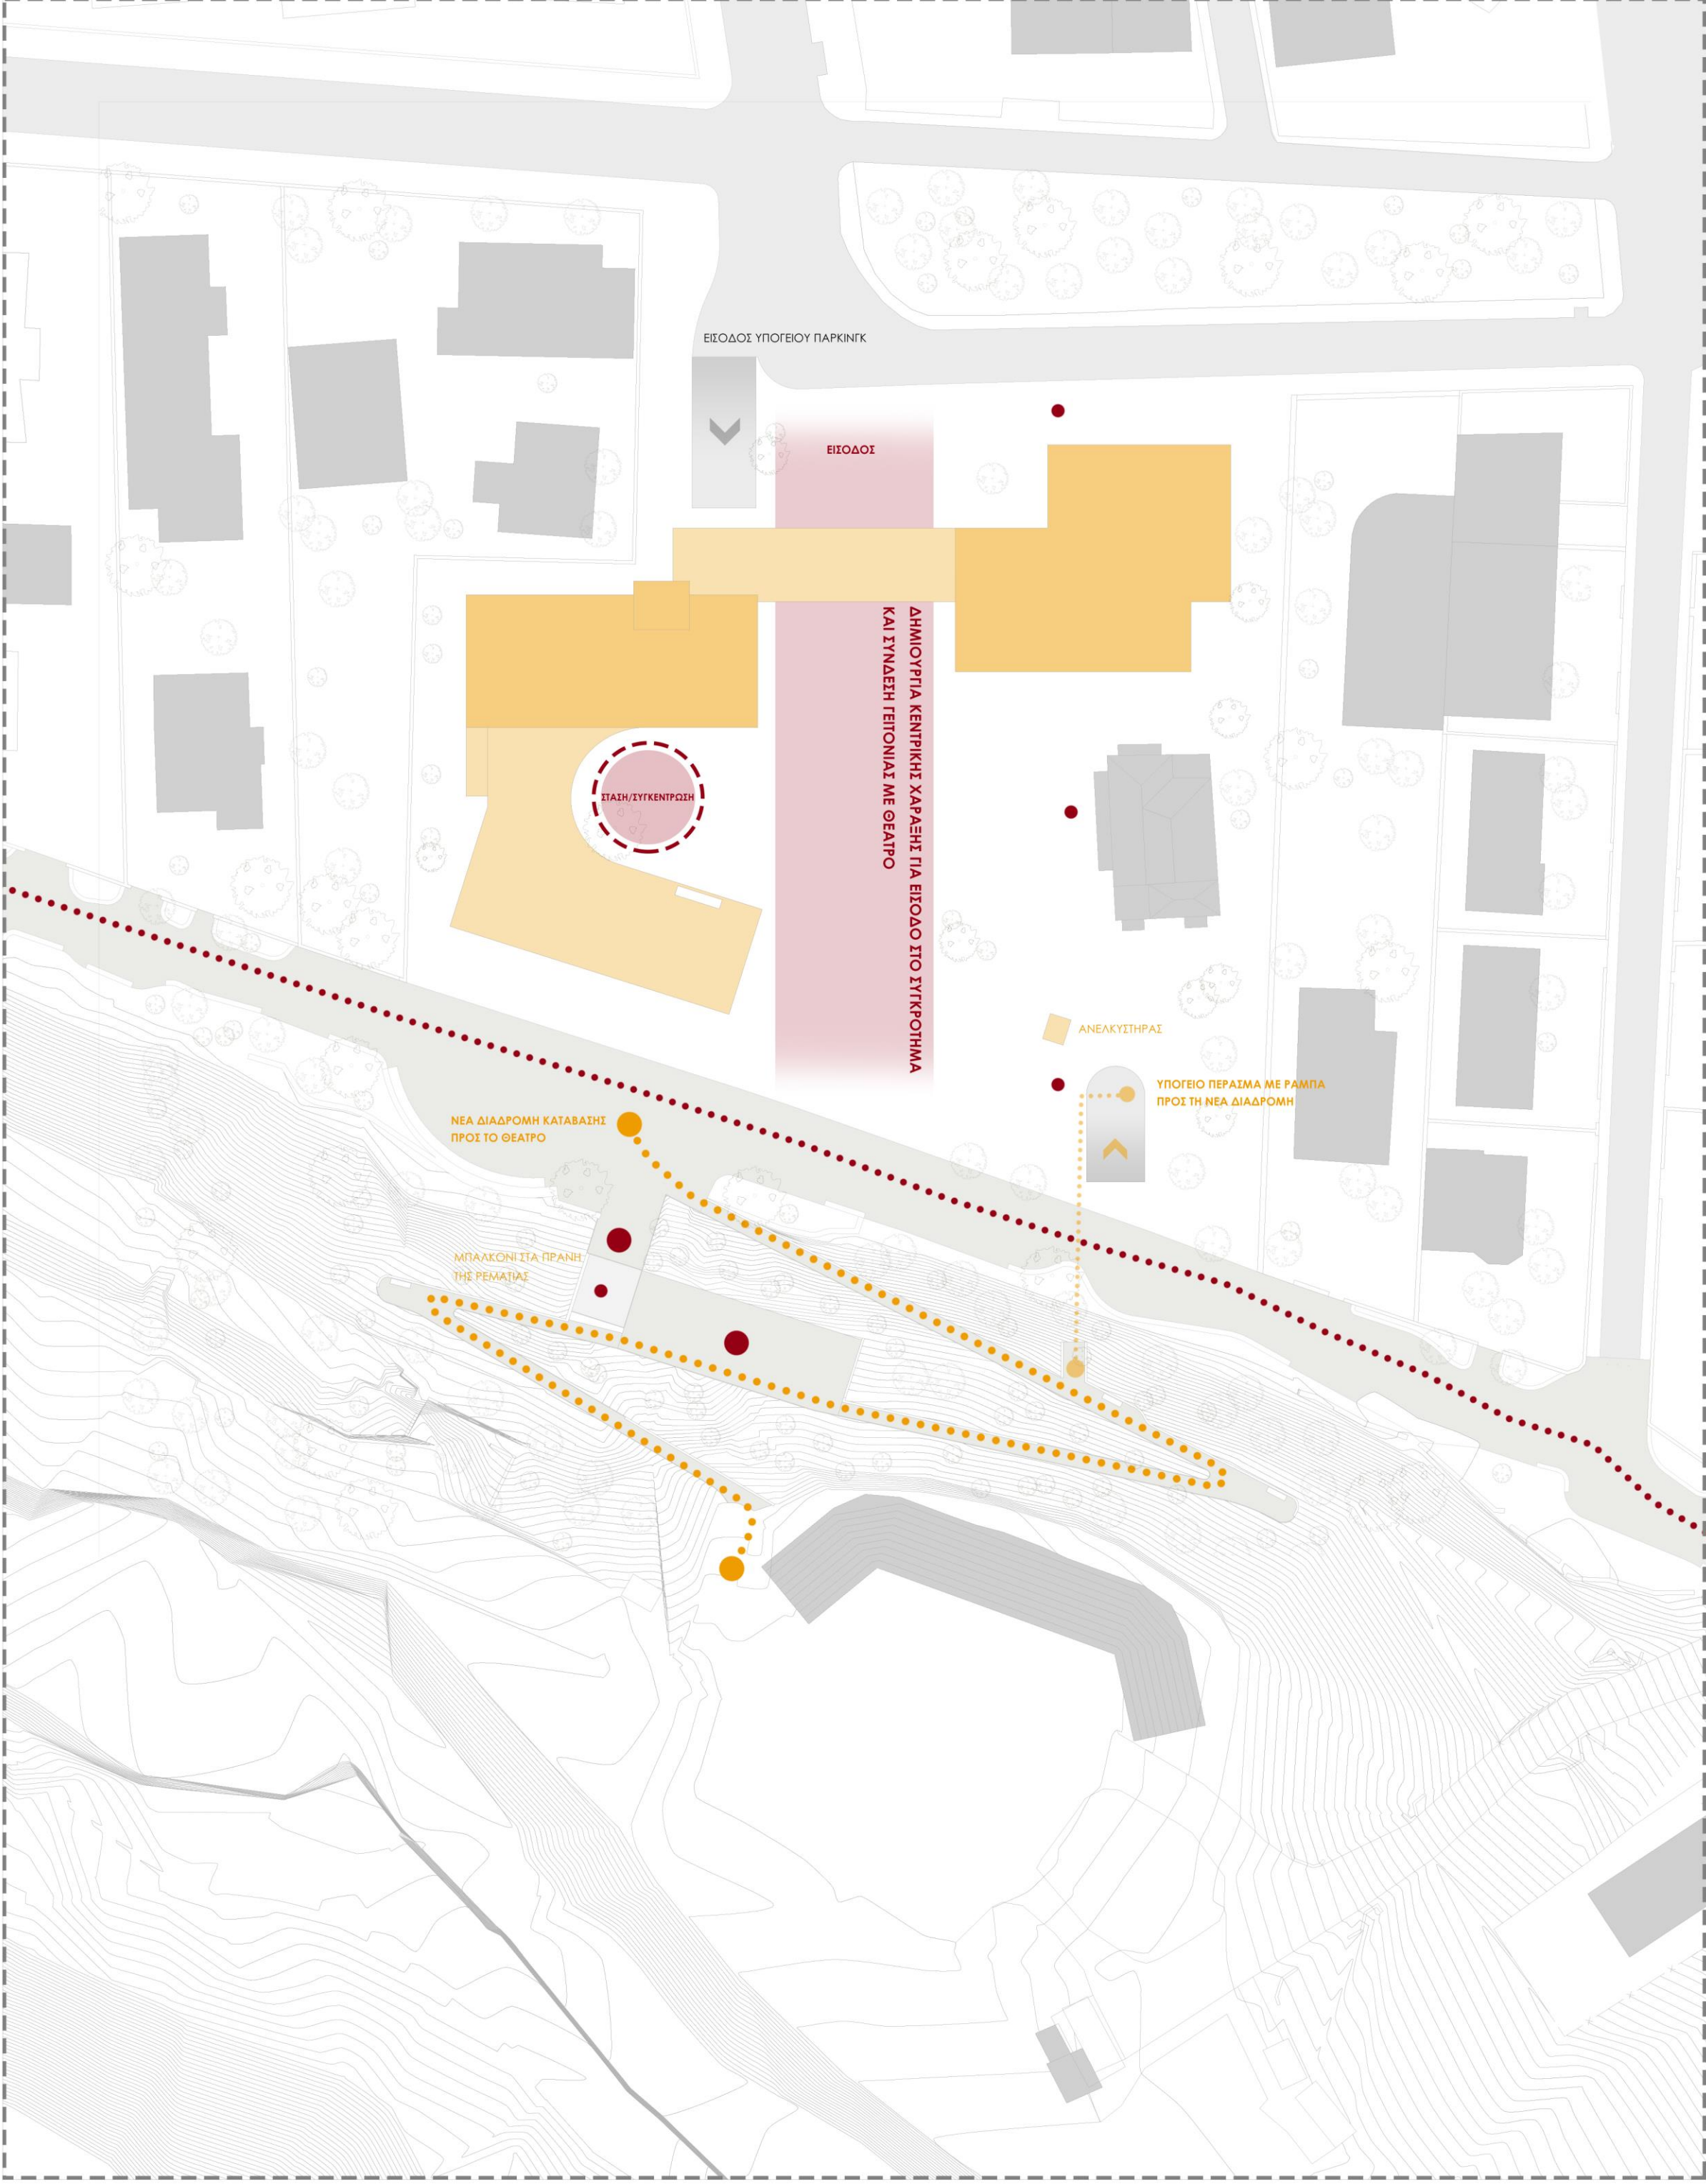 ΕΙΣΟΔΟΣ ΥΠΟΓΕΙΟΥ ΠΑΡΚΙΝΓΚ
ΕΙΣΟΔΟΣ
ΔΗΜΙΟΥΡΓΙΑ ΚΕΝΤΡΙΚΗΣ ΧΑΡΑΞΗΣ ΓΙΑ ΕΙΣΟΔΟ ΣΤΟ ΣΥΓΚΡΟΤΗΜΑ
ΚΑΙ ΣΥΝΔΕΣΗ ΓΕΙΤΟΝΙΑΣ ΜΕ ΘΕΑΤΡΟ
ΣΤΑΣΗ/ΣΥΓΚΕΝΤΡΩΣΗ
ΑΝΕΛΚΥΣΤΗΡΑΣ
ΥΠΟΓΕΙΟ ΠΕΡΑΣΜΑ ΜΕ ΡΑΜΠΑ
ΠΡΟΣ ΤΗ ΝΕΑ ΔΙΑΔΡΟΜΗ
ΝΕΑ ΔΙΑΔΡΟΜΗ ΚΑΤΑΒΑΣΗΣ
ΠΡΟΣ ΤΟ ΘΕΑΤΡΟ
ΜΠΑΛΚΟΝΙ ΣΤΑ ΠΡΑΝΗ
ΤΗΣ ΡΕΜΑΤΙΑΣ